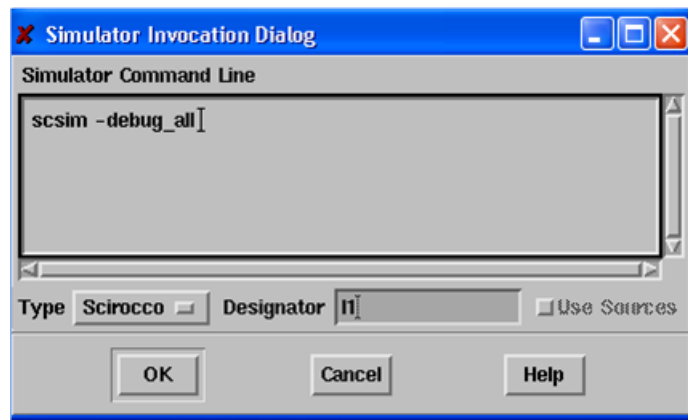 Simulator Invocation Dialog
Simulator Command Line
scsim -debug_all
Type Scirocco Designator I1 Use Sources
OK Cancel Help